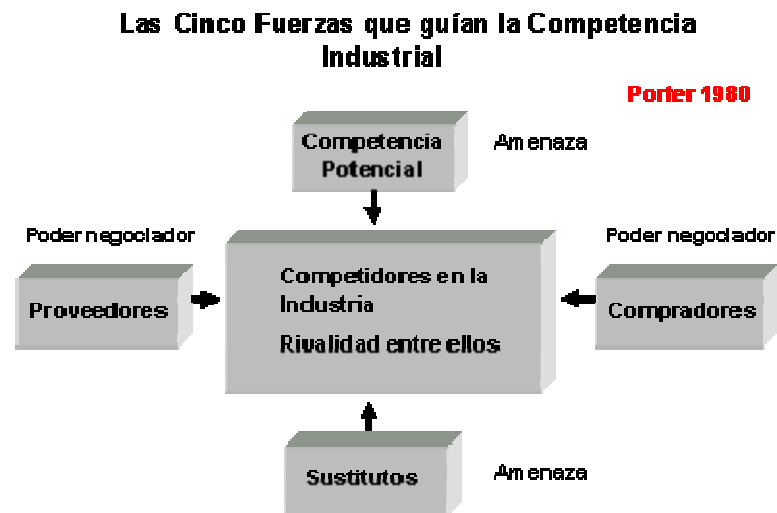 Las Cinco Fuerzas que guían la Competencia
Industrial
Porter 1980
Competencia
Potencial
Amenaza
Poder negociador
Poder negociador
Proveedores
Competidores en la
Industria
Rivalidad entre ellos
Compradores
Sustitutos
Amenaza